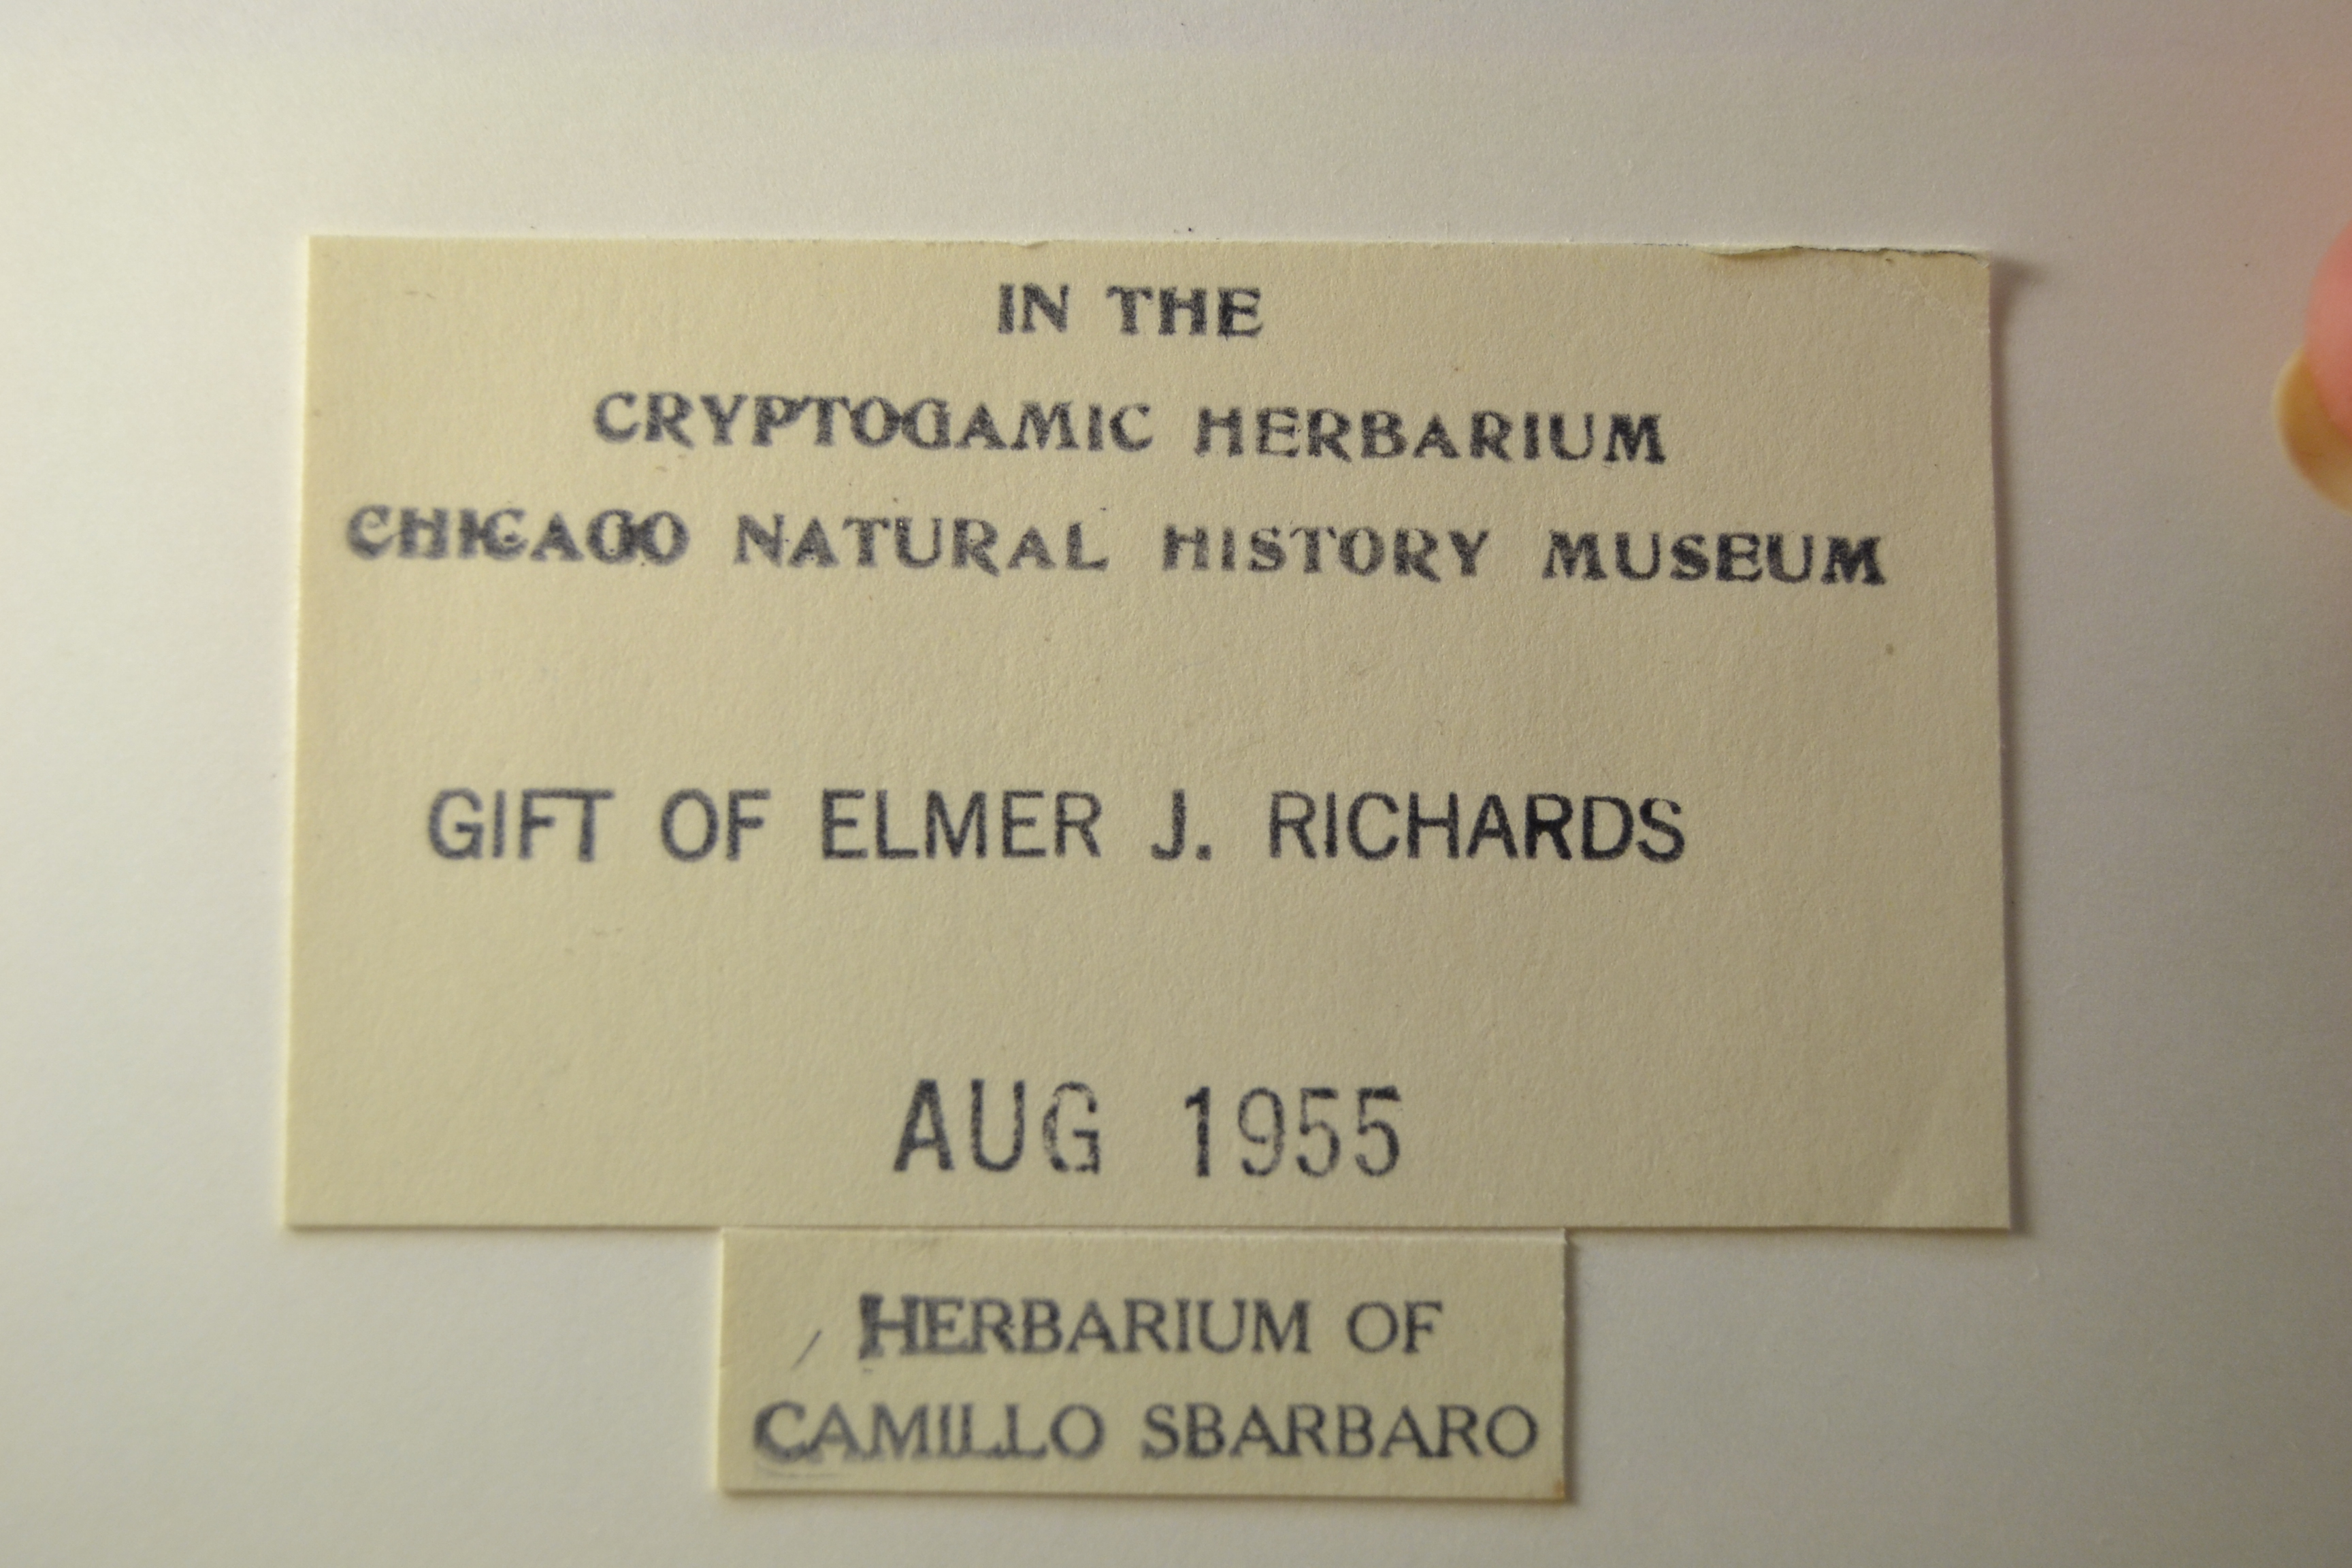 IN THE
CRYPTOGAMIC HERBARIUM
CHICAGO NATURAL HISTORY MUSEUM
GIFT OF ELMER J. RICHARDS
AUG 1955
HERBARIUM OF
CAMILLO SBARBARO